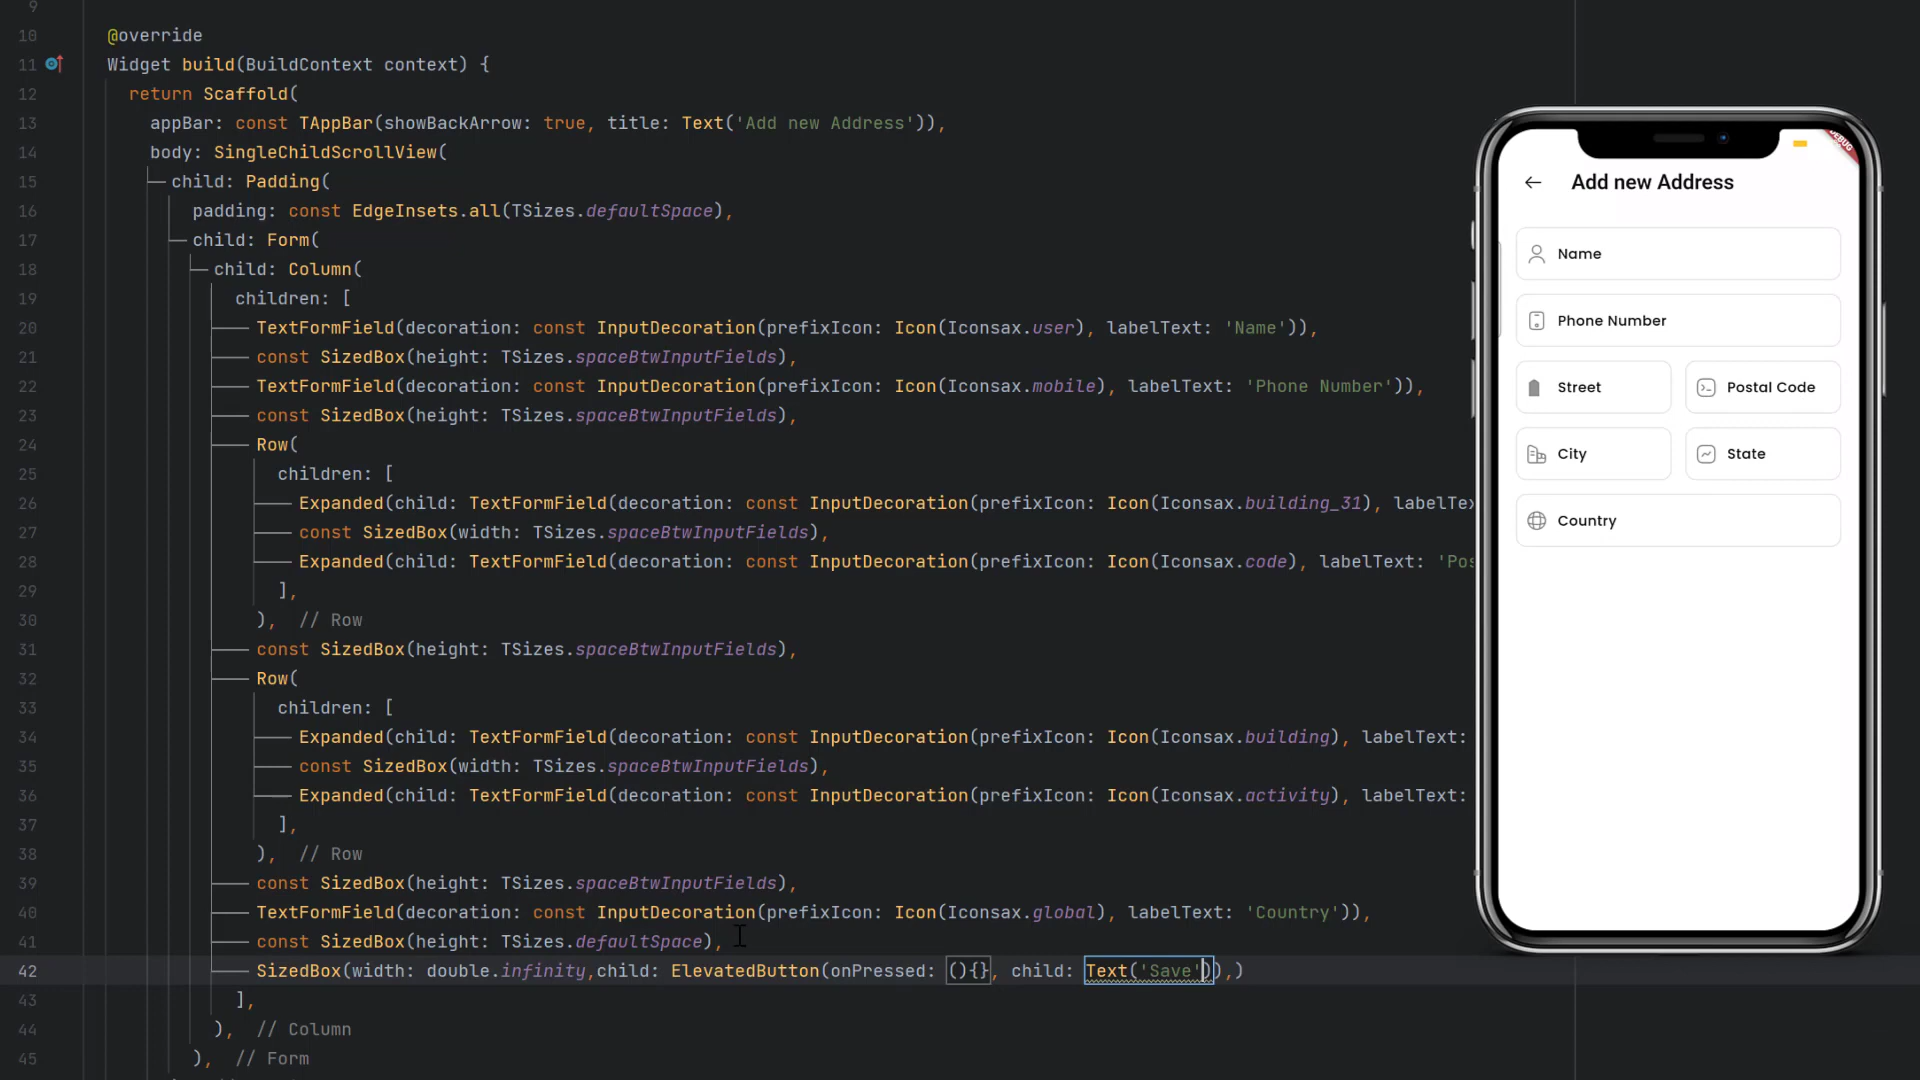 9
10 @override
11 Widget build(BuildContext context) {
12 return Scaffold(
13 appBar: const TAppBar(showBackArrow: true, title: Text('Add new Address')),
14 body: SingleChildScrollView(
15 child: Padding(
16 padding: const EdgeInsets.all(TSizes.defaultSpace),
17 child: Form(
18 child: Column(
19 children: [
20 TextFormField(decoration: const InputDecoration(prefixIcon: Icon(Iconsax.user), labelText: 'Name')),
21 const SizedBox(height: TSizes.spaceBtwInputFields),
22 TextFormField(decoration: const InputDecoration(prefixIcon: Icon(Iconsax.mobile), labelText: 'Phone Number')),
23 const SizedBox(height: TSizes.spaceBtwInputFields),
24 Row(
25 children: [
26 Expanded(child: TextFormField(decoration: const InputDecoration(prefixIcon: Icon(Iconsax.building_31), labelTex
27 const SizedBox(width: TSizes.spaceBtwInputFields),
28 Expanded(child: TextFormField(decoration: const InputDecoration(prefixIcon: Icon(Iconsax.code), labelText: 'Pos
29 ],
30 ), // Row
31 const SizedBox(height: TSizes.spaceBtwInputFields),
32 Row(
33 children: [
34 Expanded(child: TextFormField(decoration: const InputDecoration(prefixIcon: Icon(Iconsax.building), labelText:
35 const SizedBox(width: TSizes.spaceBtwInputFields),
36 Expanded(child: TextFormField(decoration: const InputDecoration(prefixIcon: Icon(Iconsax.activity), labelText:
37 ],
38 ), // Row
39 const SizedBox(height: TSizes.spaceBtwInputFields),
40 TextFormField(decoration: const InputDecoration(prefixIcon: Icon(Iconsax.global), labelText: 'Country')),
41 const SizedBox(height: TSizes.defaultSpace),
42 SizedBox(width: double.infinity,child: ElevatedButton(onPressed: (){}, child: Text('Save')),)
43 ],
44 ), // Column
45 ), // Form
DEBUG
Add new Address
Name
Phone Number
Street
Postal Code
City
State
Country